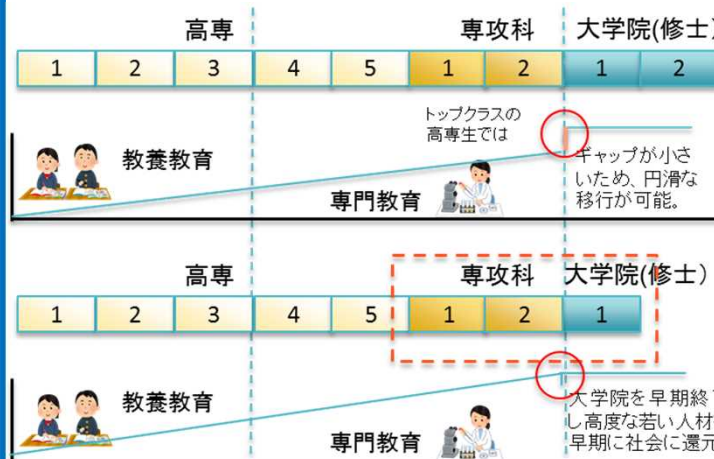 高専 専攻科 大学院(修士)
1 2 3 4 5 1 2 1 2
トップクラスの
高専生では
教養教育
専門教育
ギャップが小さ
いため、円滑な
移行が可能。
高専 専攻科 大学院(修士)
1 2 3 4 5 1 2 1
教養教育
専門教育
大学院を早期終
し高度な若い人材
早期に社会に還元